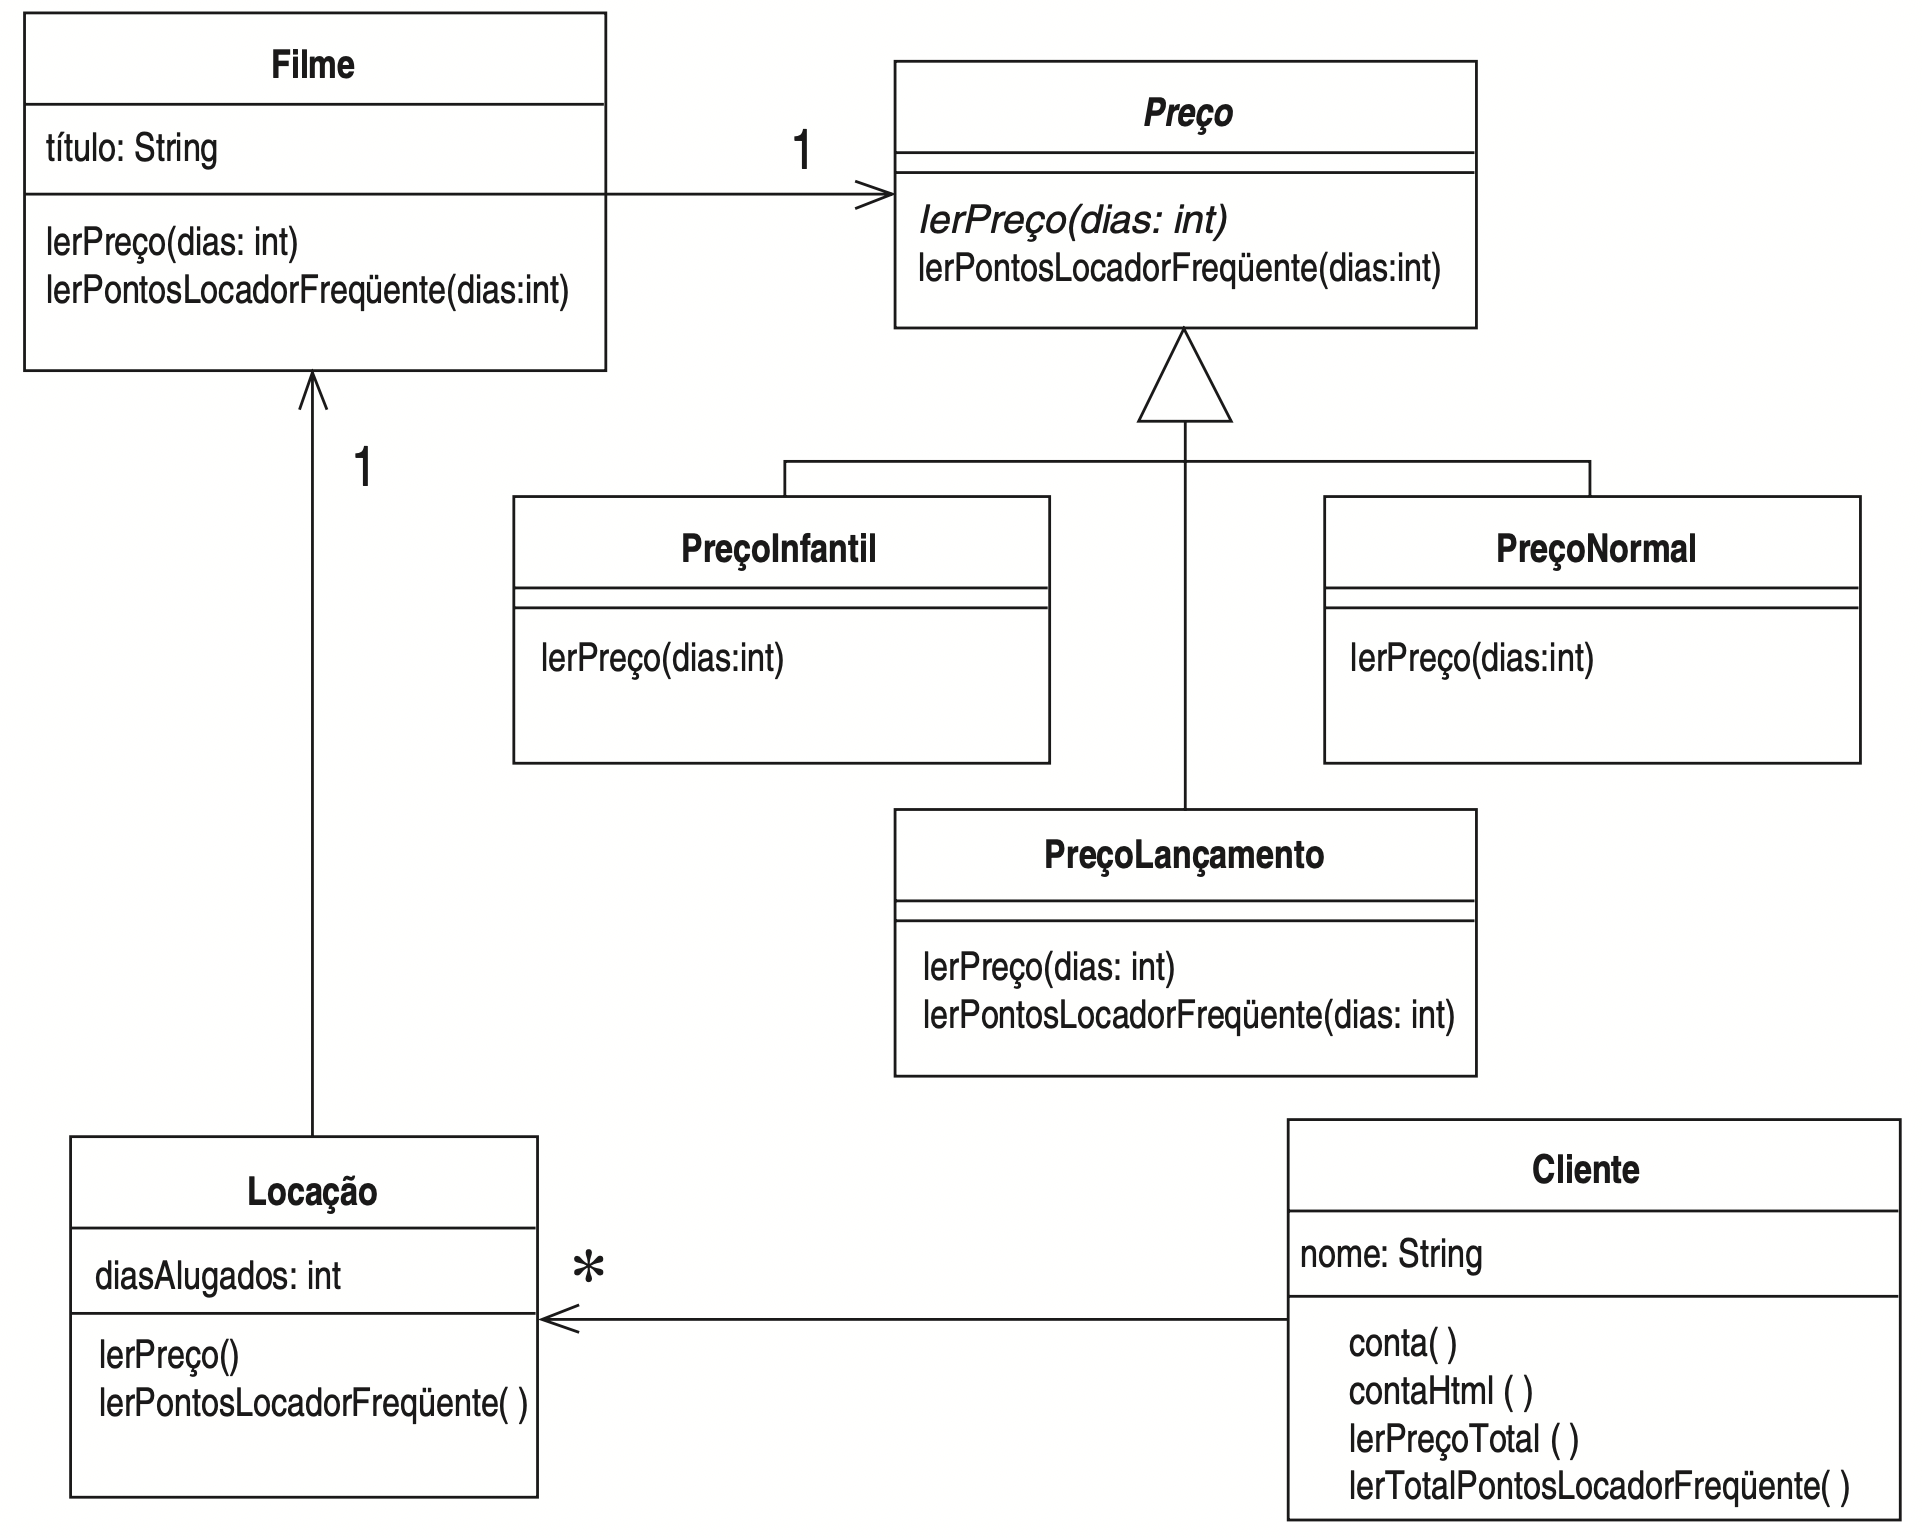 Filme
título: String
lerPreço(dias: int)
lerPontosLocadorFreqüente(dias:int)
1
Preço
lerPreço(dias: int)
lerPontosLocadorFreqüente(dias:int)
1
PreçoInfantil
lerPreço(dias:int)
PreçoNormal
lerPreço(dias:int)
PreçoLançamento
lerPreço(dias: int)
lerPontosLocadorFreqüente(dias: int)
Locação
diasAlugados: int
lerPreço()
lerPontosLocadorFreqüente( )
*
Cliente
nome: String
conta( )
contaHtml ( )
lerPreçoTotal ( )
lerTotalPontosLocadorFreqüente( )